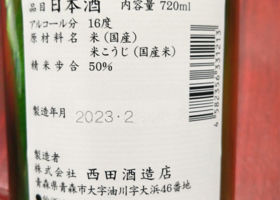 品目 日本酒 内容量 720ml
アルコール分 16度
原材料名 米(国産)
米こうじ(国産米)
精米歩合 50%
製造年月 2023・2
製造者
株式会社 西田酒造店
青森県青森市大字油川字大浜46番地
4582356331213